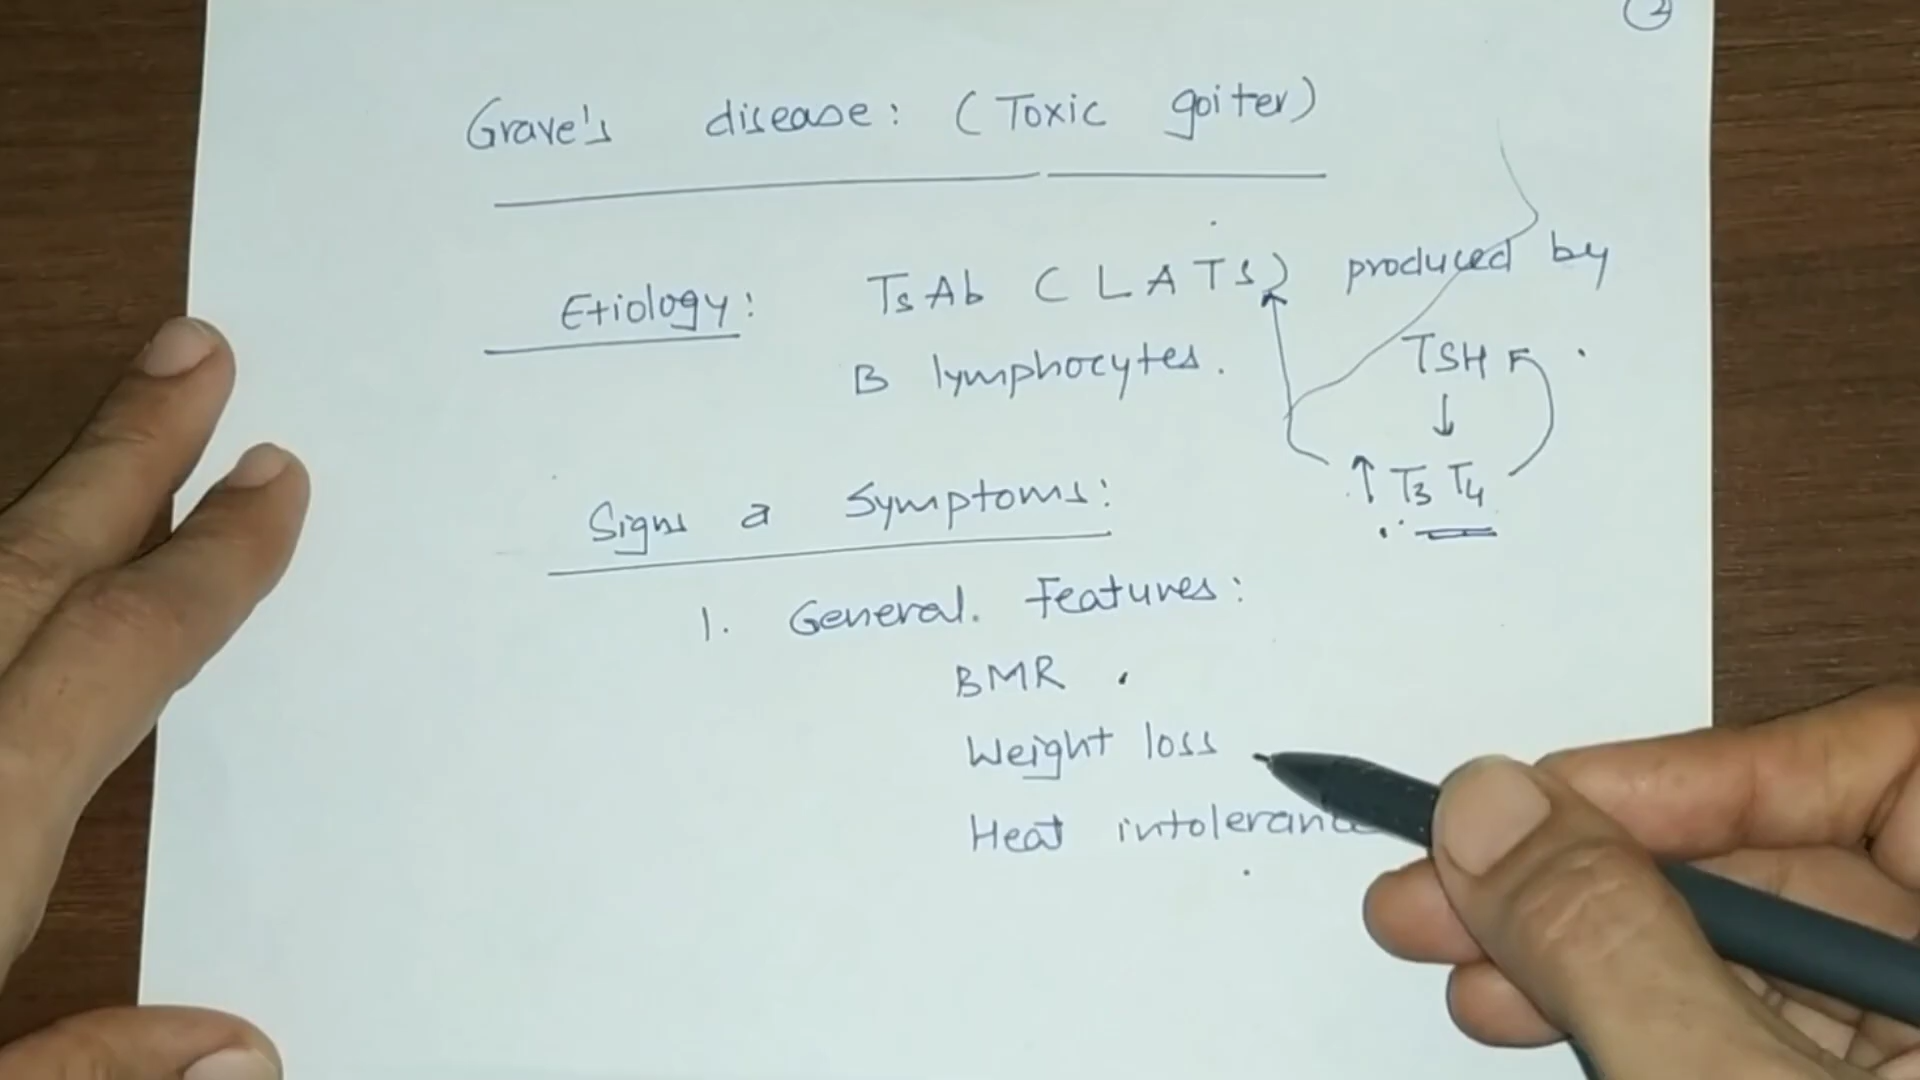 2
Grave's disease: (Toxic goiter)
Etiology: TsAb (LATS) produced by
B lymphocytes.
TSH
↓
↑ T3 T4
Signs & Symptoms:
1. General. Features:
BMR
Weight loss
Heat intolerance